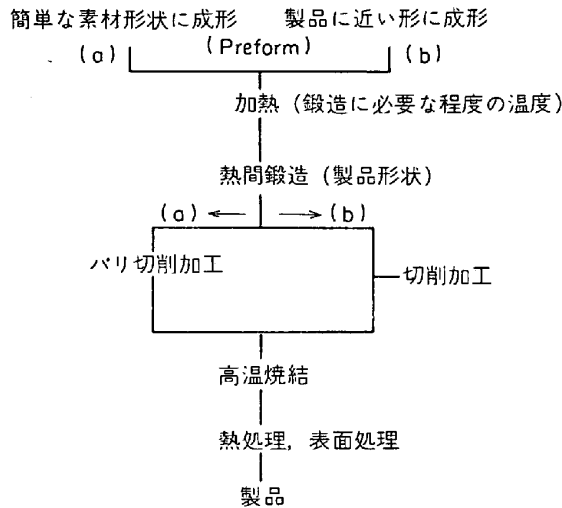 簡単な素材形状に成形 製品に近い形に成形
(a) (Preform) (b)
加熱 (鍛造に必要な程度の温度)
熱間鍛造 (製品形状)
(a) ← → (b)
バリ切削加工
切削加工
高温焼結
熱処理, 表面処理
製品